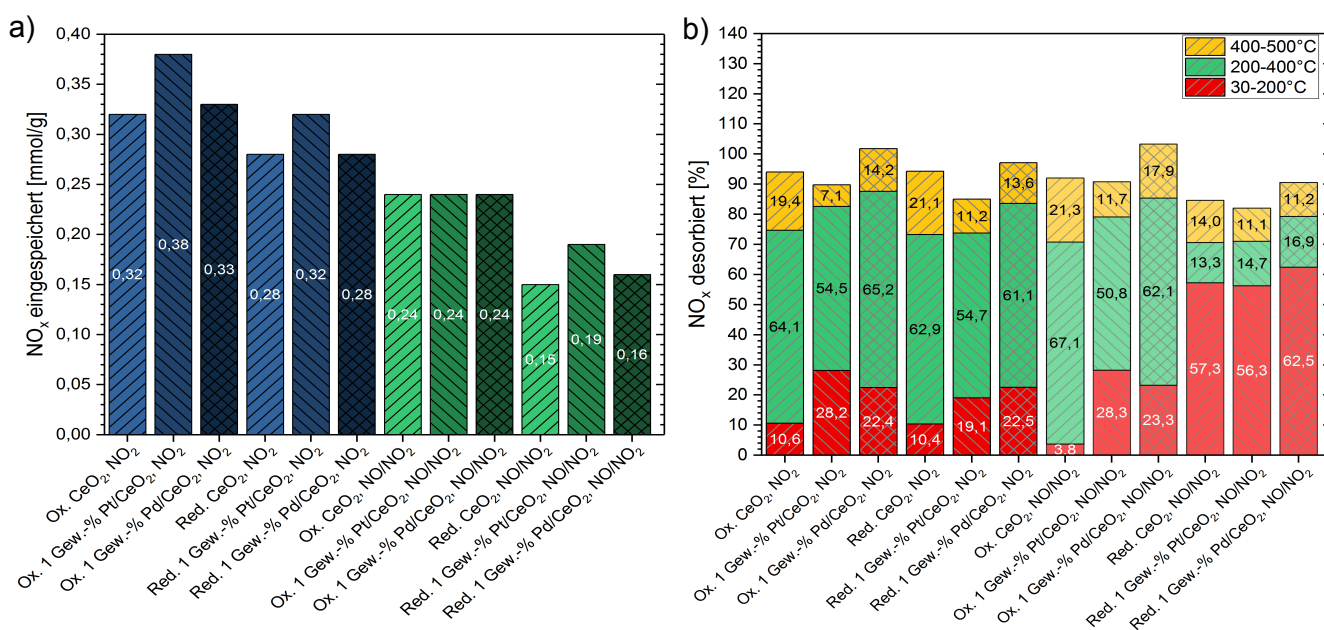 a)
NOₓ eingespeichert [mmol/g]
0,40
0,35
0,30
0,25
0,20
0,15
0,10
0,05
0,00
0,32
0,38
0,33
0,28
0,32
0,28
0,24
0,24
0,24
0,15
0,19
0,16
Ox. CeO₂, NO₂
Ox. 1 Gew.-% Pt/CeO₂, NO₂
Ox. 1 Gew.-% Pd/CeO₂, NO₂
Red. CeO₂, NO₂
Red. 1 Gew.-% Pt/CeO₂, NO₂
Red. 1 Gew.-% Pd/CeO₂, NO₂
Ox. CeO₂, NO/NO₂
Ox. 1 Gew.-% Pt/CeO₂, NO/NO₂
Ox. 1 Gew.-% Pd/CeO₂, NO/NO₂
Red. CeO₂, NO/NO₂
Red. 1 Gew.-% Pt/CeO₂, NO/NO₂
Red. 1 Gew.-% Pd/CeO₂, NO/NO₂
b)
NOₓ desorbiert [%]
140
130
120
110
100
90
80
70
60
50
40
30
20
10
0
400-500°C
200-400°C
30-200°C
19,4
64,1
10,6
7,1
54,5
28,2
14,2
65,2
22,4
21,1
62,9
10,4
11,2
54,7
19,1
13,6
61,1
22,5
21,3
67,1
3,8
11,7
50,8
28,3
17,9
62,1
23,3
14,0
13,3
57,3
11,1
14,7
56,3
11,2
16,9
62,5
Ox. CeO₂, NO₂
Ox. 1 Gew.-% Pt/CeO₂, NO₂
Ox. 1 Gew.-% Pd/CeO₂, NO₂
Red. CeO₂, NO₂
Red. 1 Gew.-% Pt/CeO₂, NO₂
Red. 1 Gew.-% Pd/CeO₂, NO₂
Ox. CeO₂, NO/NO₂
Ox. 1 Gew.-% Pt/CeO₂, NO/NO₂
Ox. 1 Gew.-% Pd/CeO₂, NO/NO₂
Red. CeO₂, NO/NO₂
Red. 1 Gew.-% Pt/CeO₂, NO/NO₂
Red. 1 Gew.-% Pd/CeO₂, NO/NO₂